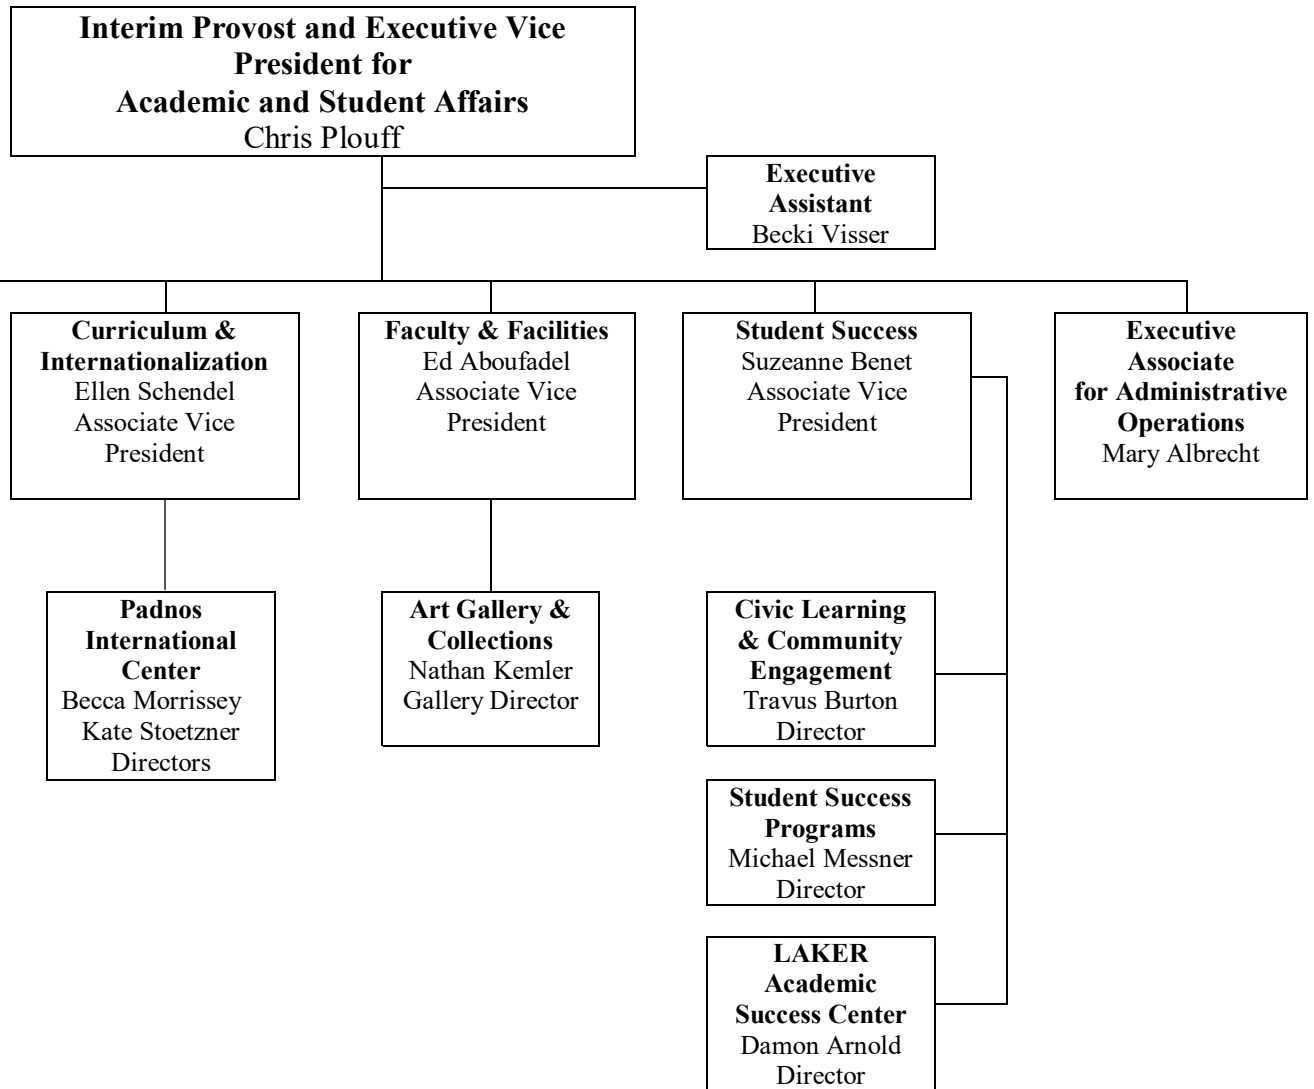 Interim Provost and Executive Vice
President for
Academic and Student Affairs
Chris Plouff
Executive
Assistant
Becki Visser
Curriculum &
Internationalization
Ellen Schendel
Associate Vice
President
Faculty & Facilities
Ed Aboufadel
Associate Vice
President
Student Success
Suzeanne Benet
Associate Vice
President
Executive
Associate
for Administrative
Operations
Mary Albrecht
Padnos
International
Center
Becca Morrissey
Kate Stoetzner
Directors
Art Gallery &
Collections
Nathan Kemler
Gallery Director
Civic Learning
& Community
Engagement
Travus Burton
Director
Student Success
Programs
Michael Messner
Director
LAKER
Academic
Success Center
Damon Arnold
Director